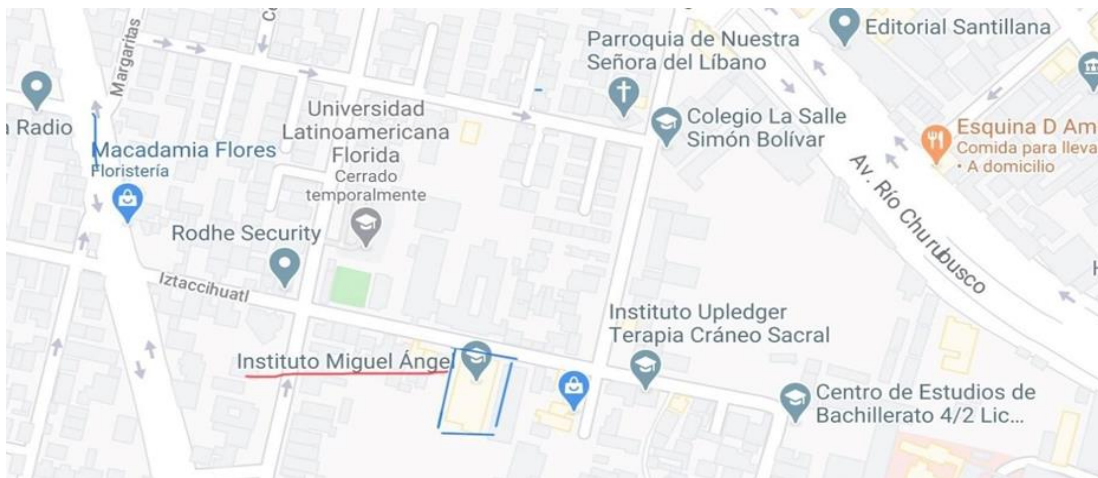 Editorial Santillana
Parroquia de Nuestra
Señora del Líbano
Margaritas
Radio
Universidad
Latinoamericana
Florida
Cerrado
temporalmente
Colegio La Salle
Simón Bolívar
Esquina D Am
Comida para lleva
• A domicilio
Macadamia Flores
Floristería
Av. Río Churubusco
Rodhe Security
Iztaccihuatl
Instituto Upledger
Terapia Cráneo Sacral
Instituto Miguel Ángel
Centro de Estudios de
Bachillerato 4/2 Lic...